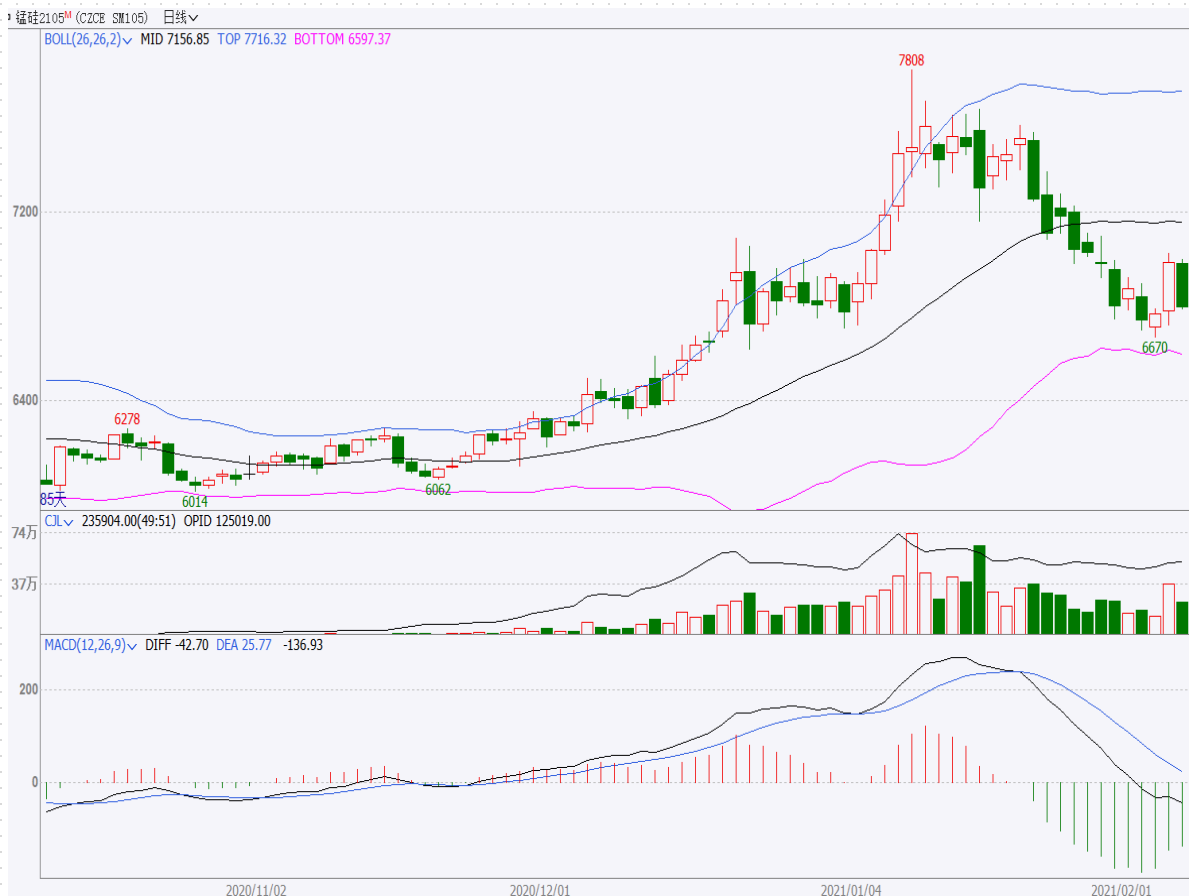 锰硅2105M (CZCE SM105) 日线
BOLL(26,26,2) MID 7156.85 TOP 7716.32 BOTTOM 6597.37
7808
7200
6670
6400
6278
6062
85天
6014
CJL 235904.00(49:51) OPID 125019.00
74万
37万
MACD(12,26,9) DIFF -42.70 DEA 25.77 -136.93
200
0
2020/11/02 2020/12/01 2021/01/04 2021/02/01